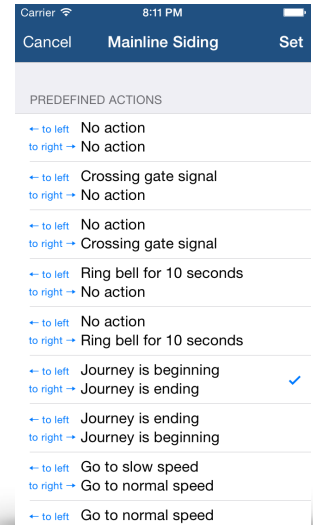 Carrier 8:11 PM
Cancel Mainline Siding Set
PREDEFINED ACTIONS
← to left No action
to right → No action
← to left Crossing gate signal
to right → No action
← to left No action
to right → Crossing gate signal
← to left Ring bell for 10 seconds
to right → No action
← to left No action
to right → Ring bell for 10 seconds
← to left Journey is beginning
to right → Journey is ending
← to left Journey is ending
to right → Journey is beginning
← to left Go to slow speed
to right → Go to normal speed
← to left Go to normal speed